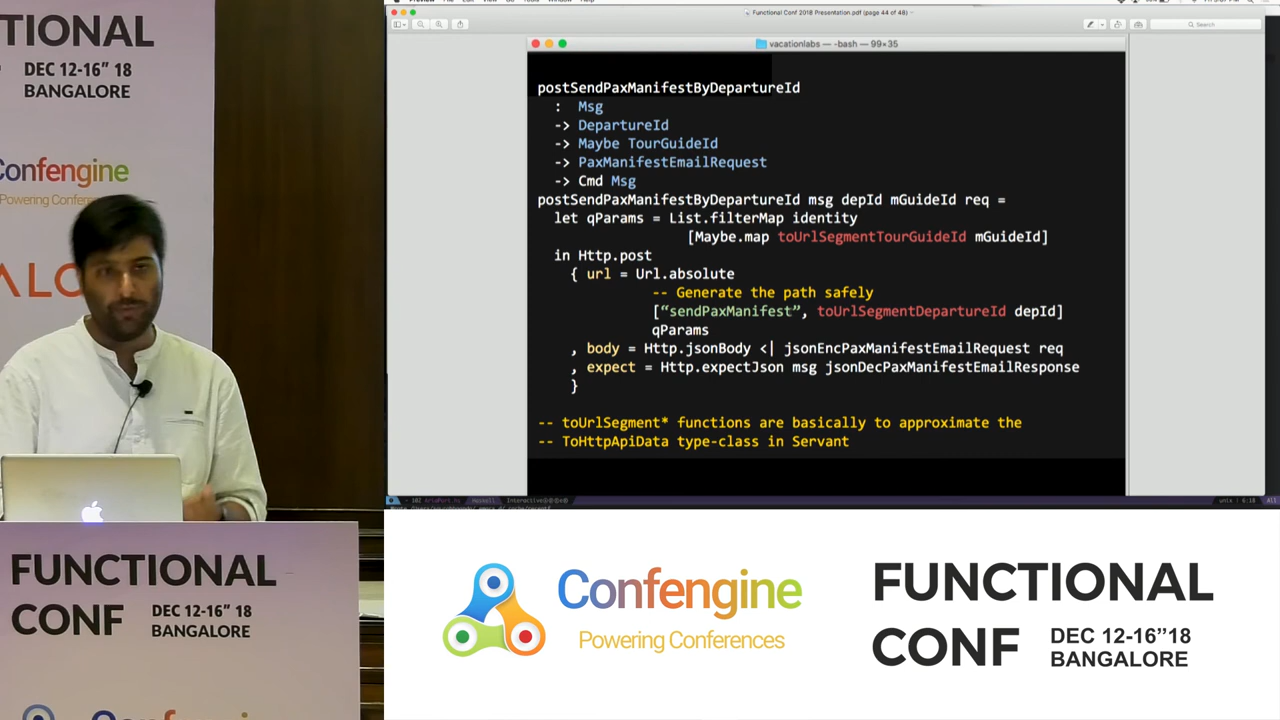 TIONAL
DEC 12-16" 18
BANGALORE
Confengine
Powering Confere
ALO
FUNCTIONAL
CONF
DEC 12-16" 18
BANGALORE
Confengine
Functional Conf 2018 Presentation.pdf (page 44 of 48)
Search
vacationlabs — -bash — 99×35
postSendPaxManifestByDepartureId
: Msg
-> DepartureId
-> Maybe TourGuideId
-> PaxManifestEmailRequest
-> Cmd Msg
postSendPaxManifestByDepartureId msg depId mGuideId req =
let qParams = List.filterMap identity
[Maybe.map toUrlSegmentTourGuideId mGuideId]
in Http.post
{ url = Url.absolute
-- Generate the path safely
[“sendPaxManifest”, toUrlSegmentDepartureId depId]
qParams
, body = Http.jsonBody <| jsonEncPaxManifestEmailRequest req
, expect = Http.expectJson msg jsonDecPaxManifestEmailResponse
}
-- toUrlSegment* functions are basically to approximate the
-- ToHttpApiData type-class in Servant
Confengine
Powering Conferences
FUNCTIONAL
CONF
DEC 12-16”18
BANGALORE